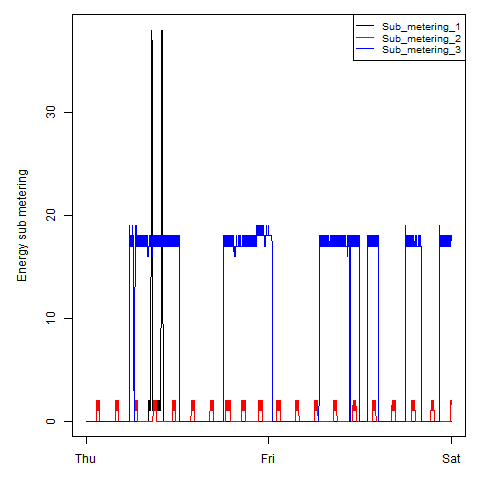 Sub_metering_1
Sub_metering_2
Sub_metering_3
Energy sub metering
30
20
10
0
Thu Fri Sat